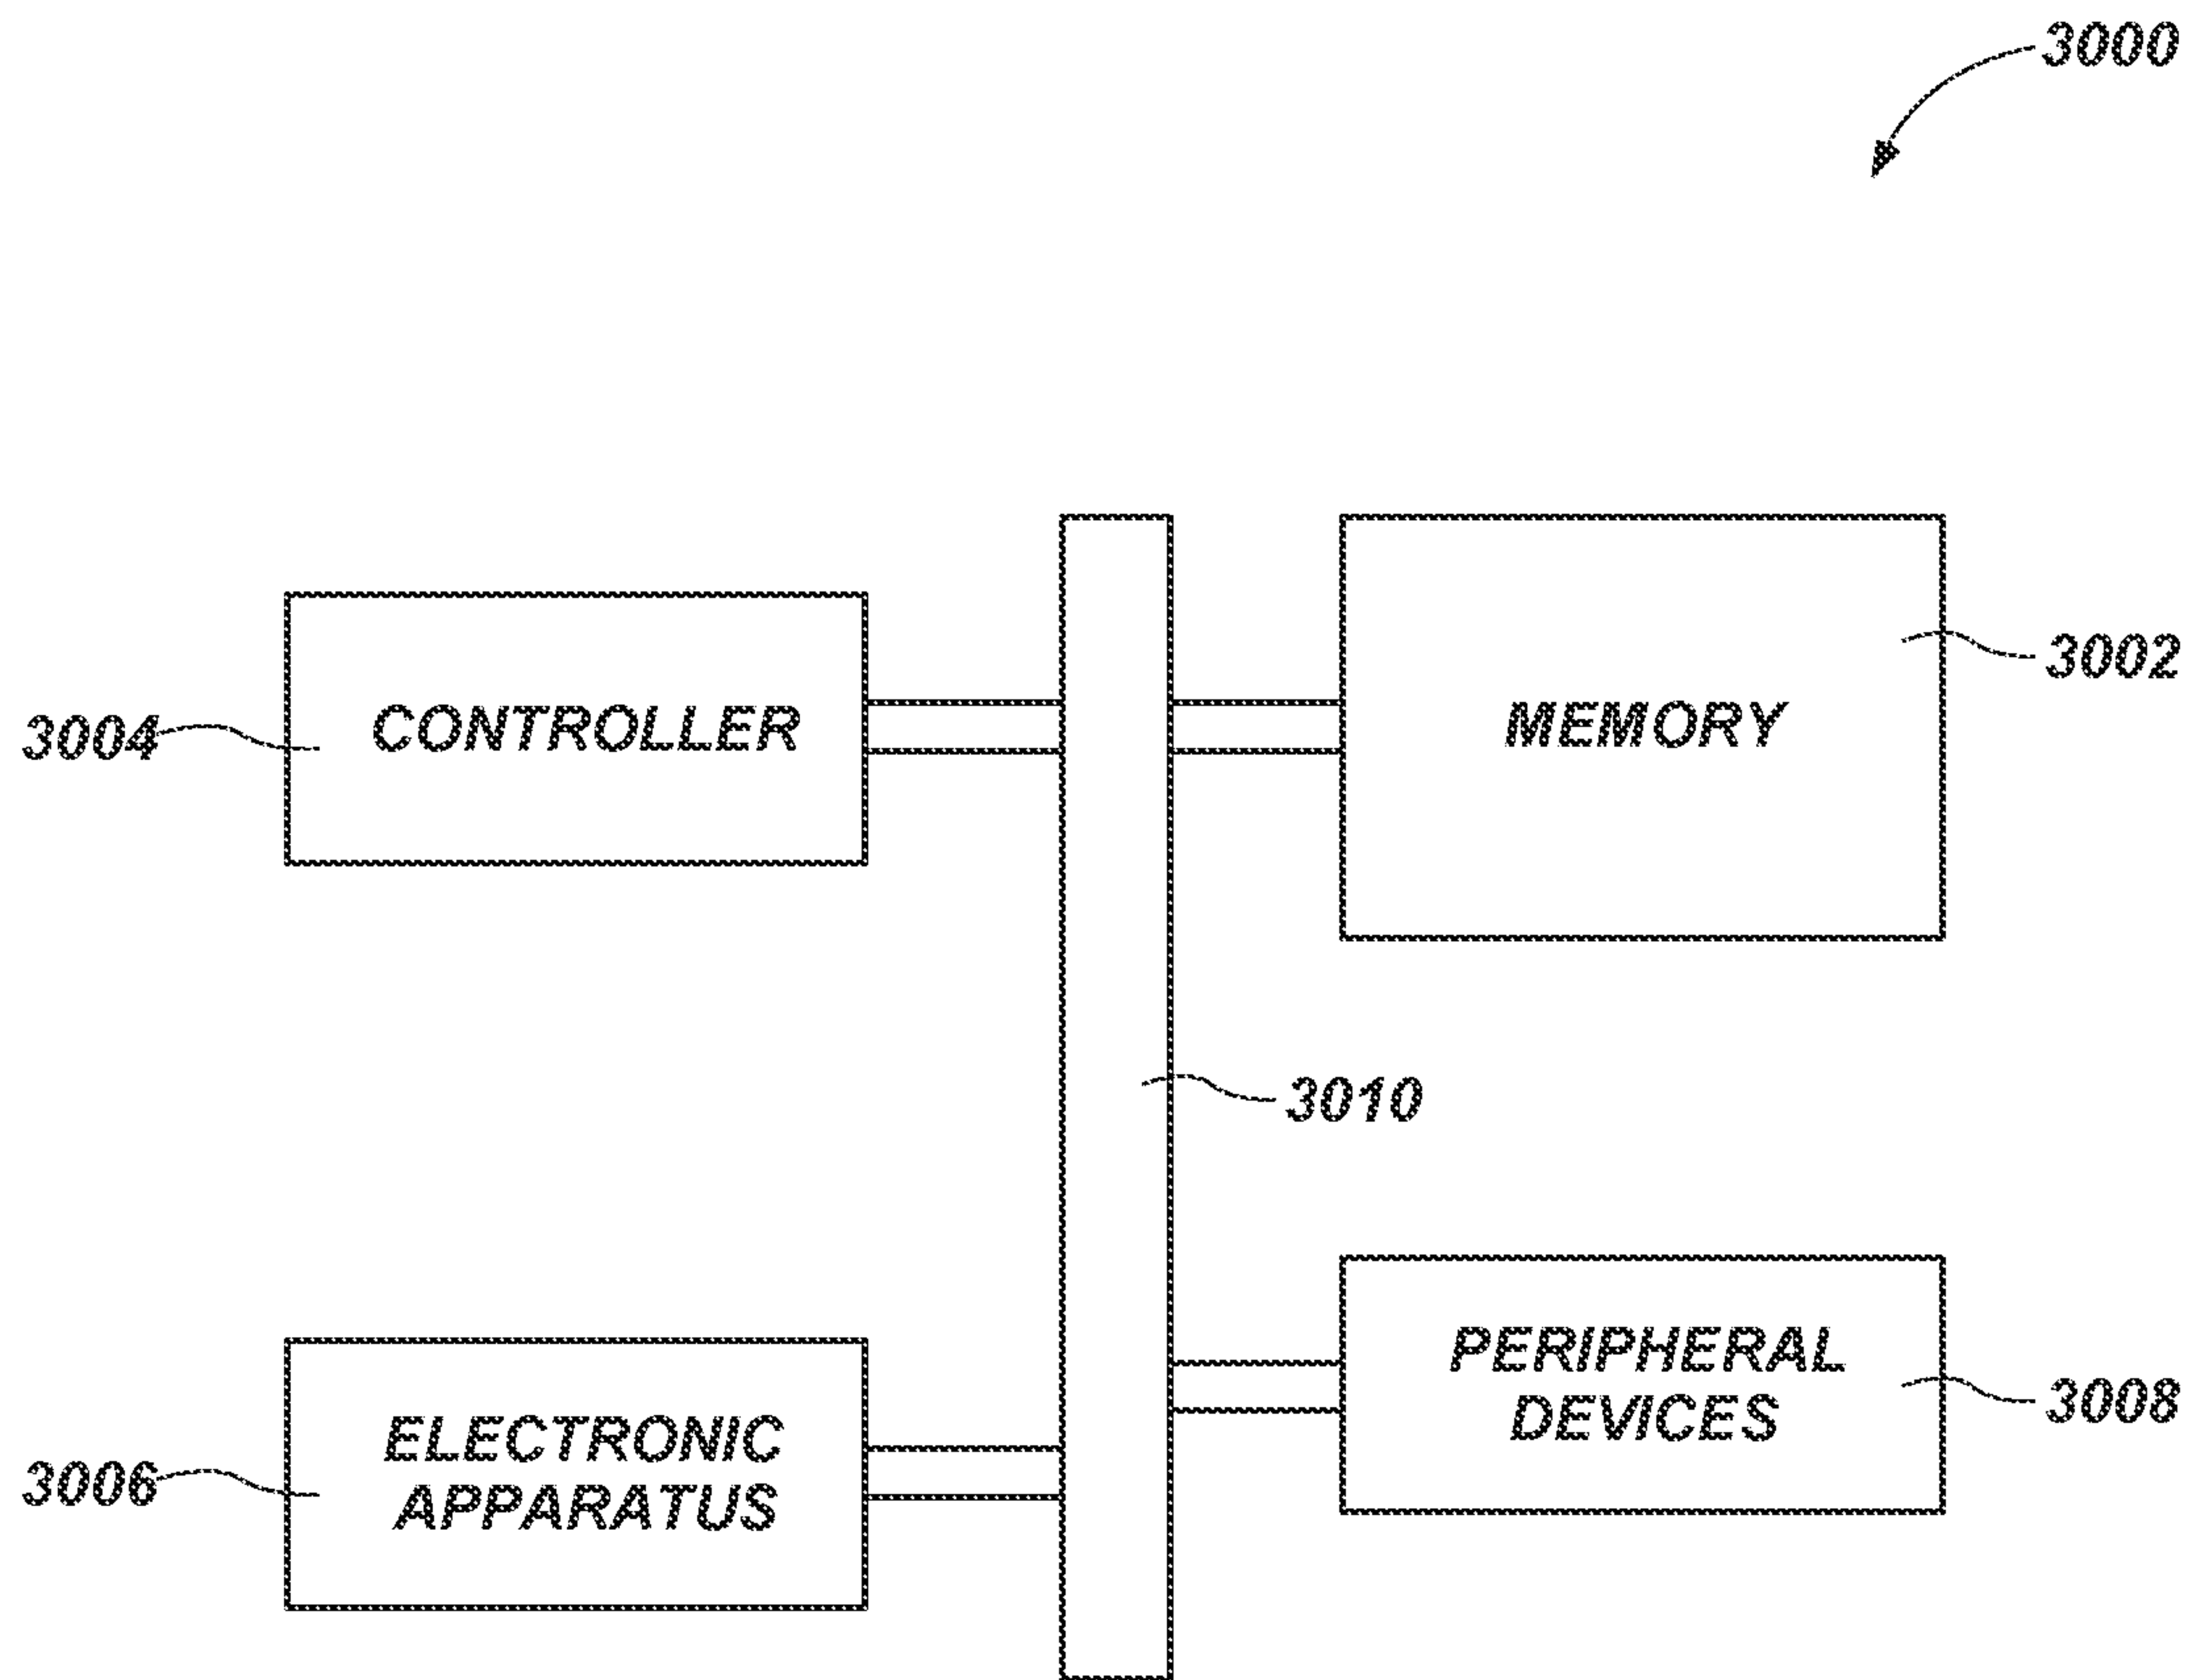 3000
3002
MEMORY
3004
CONTROLLER
3010
PERIPHERAL
DEVICES
3008
ELECTRONIC
APPARATUS
3006